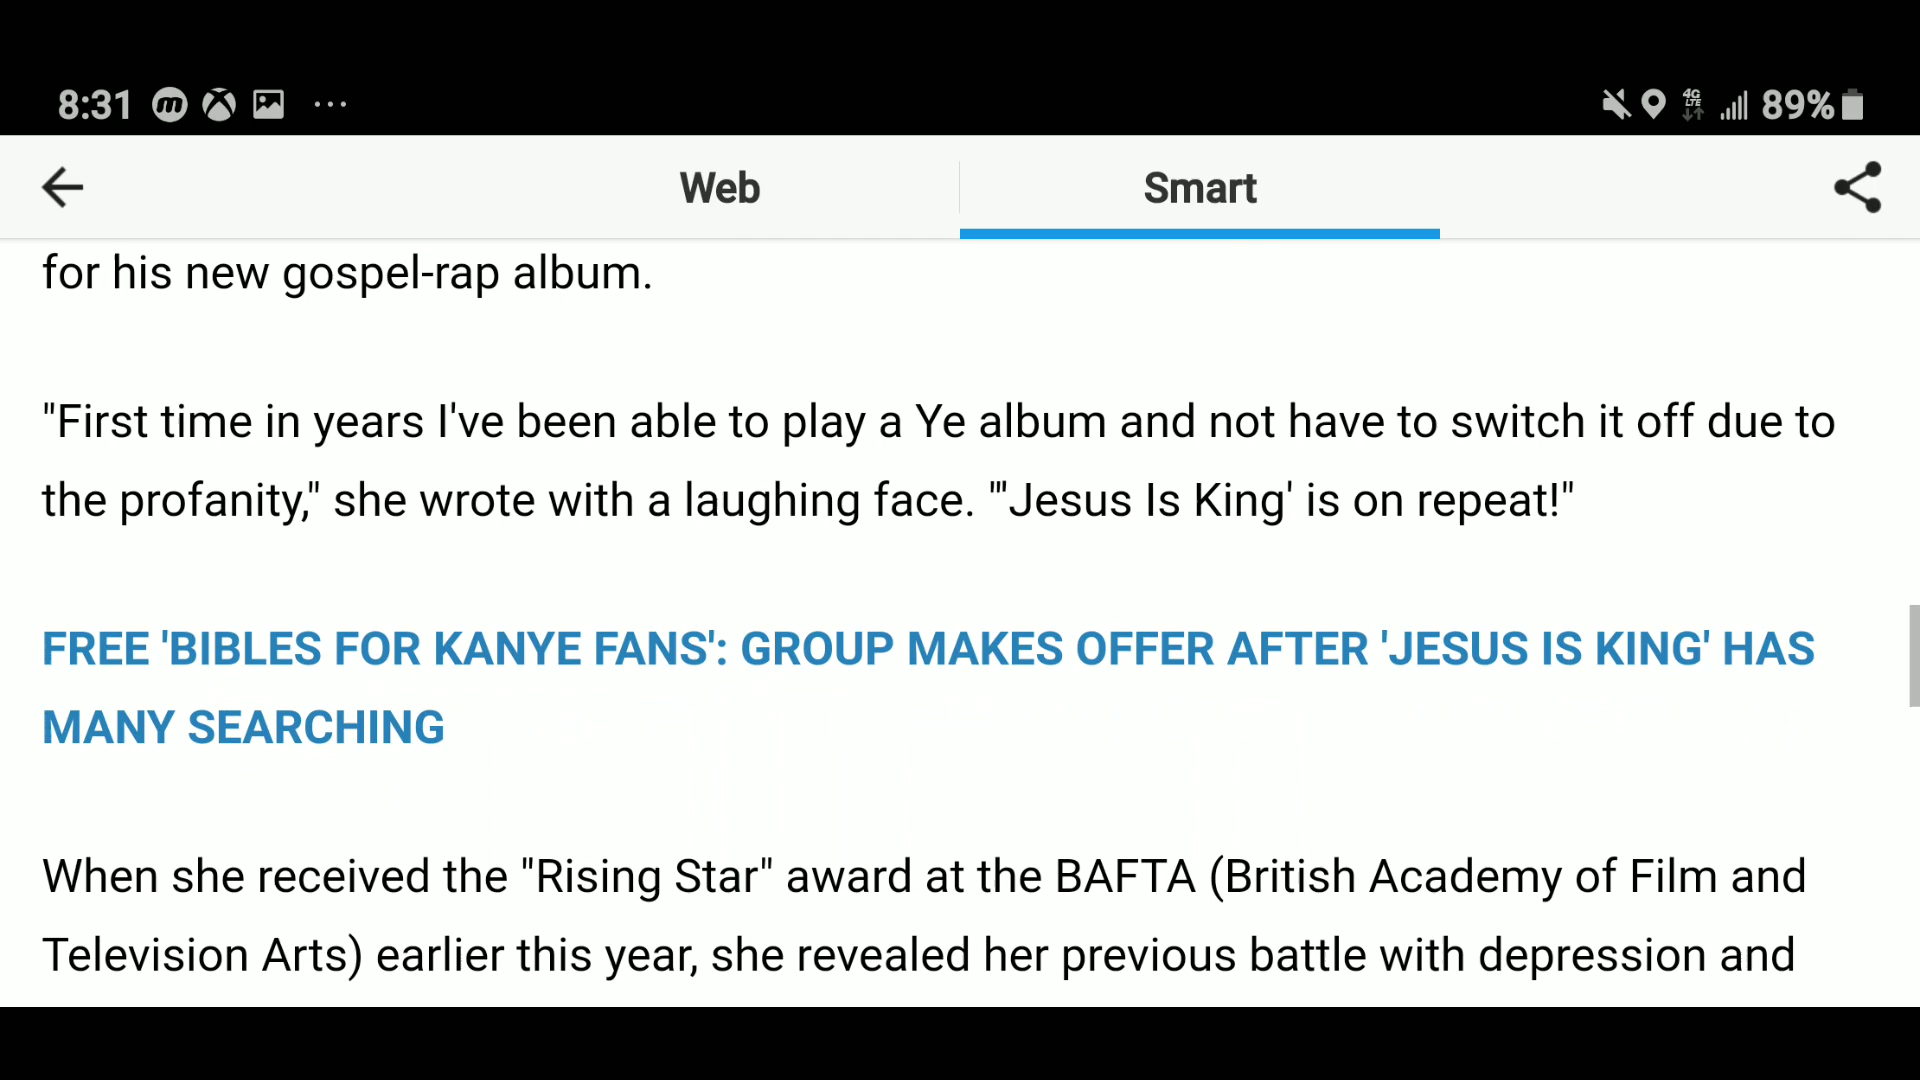 8:31 m ... 4G LTE 89%
Web Smart
for his new gospel-rap album.
"First time in years I've been able to play a Ye album and not have to switch it off due to
the profanity," she wrote with a laughing face. "'Jesus Is King' is on repeat!"
FREE 'BIBLES FOR KANYE FANS': GROUP MAKES OFFER AFTER 'JESUS IS KING' HAS
MANY SEARCHING
When she received the "Rising Star" award at the BAFTA (British Academy of Film and
Television Arts) earlier this year, she revealed her previous battle with depression and